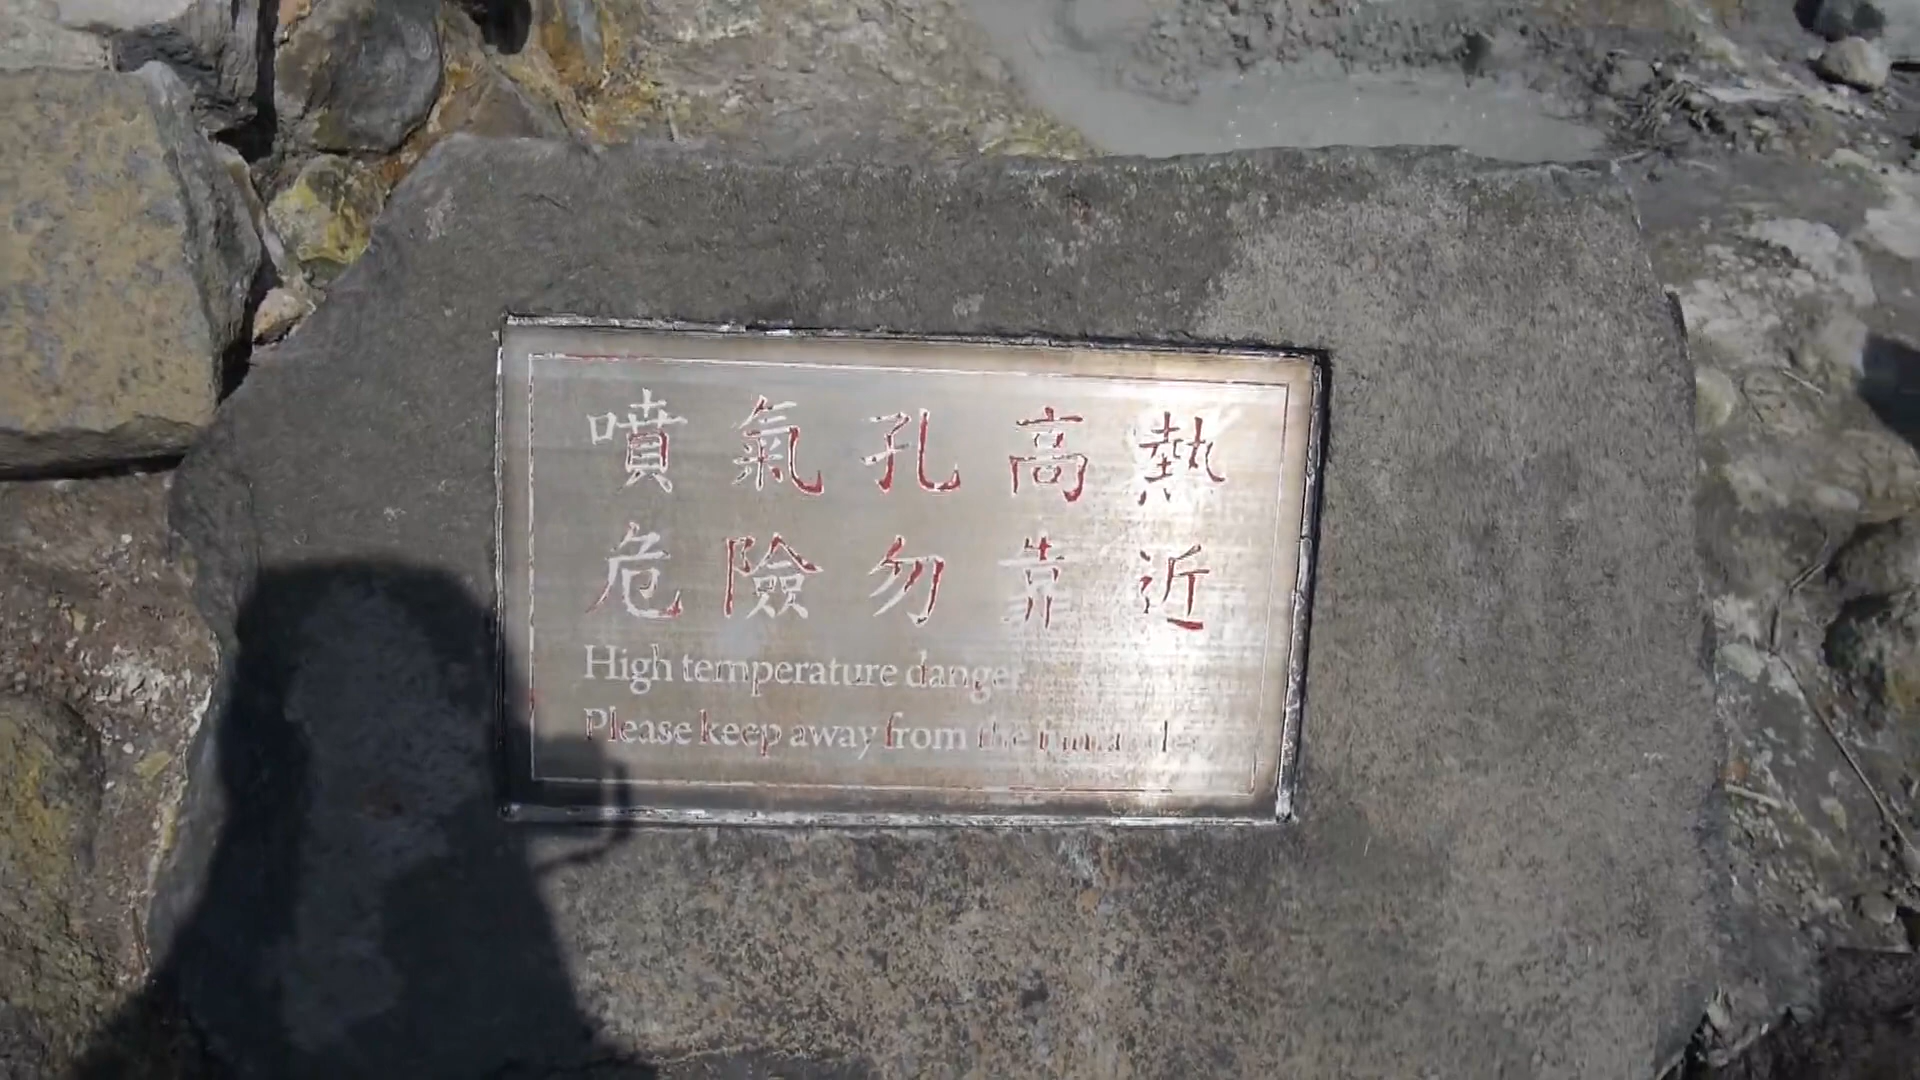 噴氣孔高熱
危險勿靠近
High temperature danger.
Please keep away from the